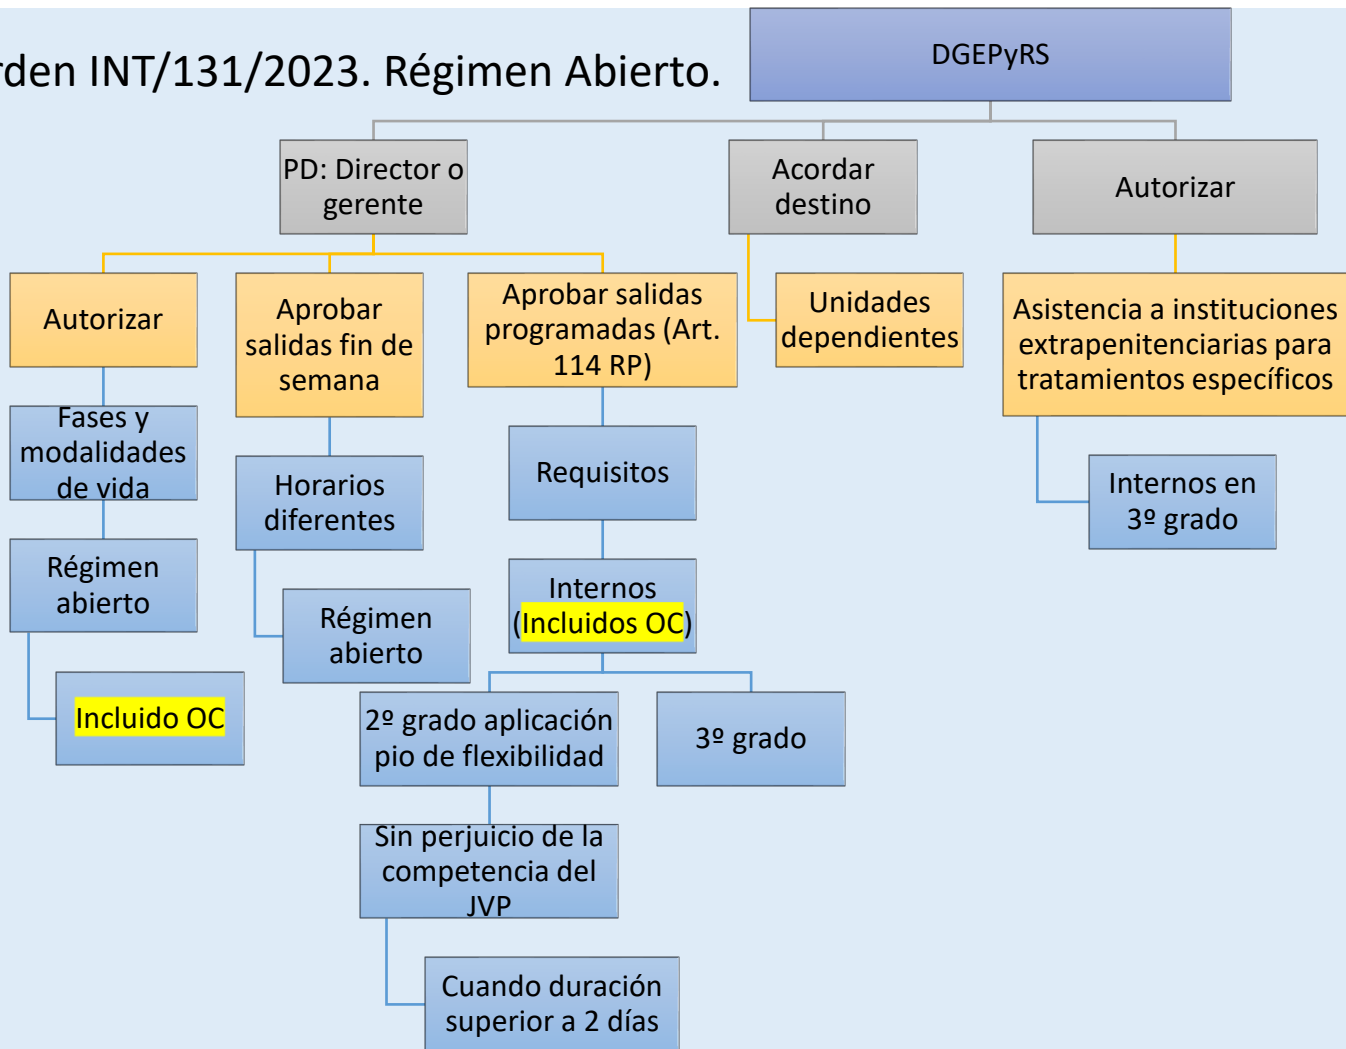 rden INT/131/2023. Régimen Abierto.
DGEPyRS
PD: Director o
gerente
Acordar
destino
Autorizar
Autorizar
Aprobar
salidas fin de
semana
Aprobar salidas
programadas (Art.
114 RP)
Unidades
dependientes
Asistencia a instituciones
extrapenitenciarias para
tratamientos específicos
Fases y
modalidades
de vida
Horarios
diferentes
Requisitos
Internos en
3º grado
Régimen
abierto
Régimen
abierto
Internos
(Incluidos OC)
Incluido OC
2º grado aplicación
pio de flexibilidad
3º grado
Sin perjuicio de la
competencia del
JVP
Cuando duración
superior a 2 días